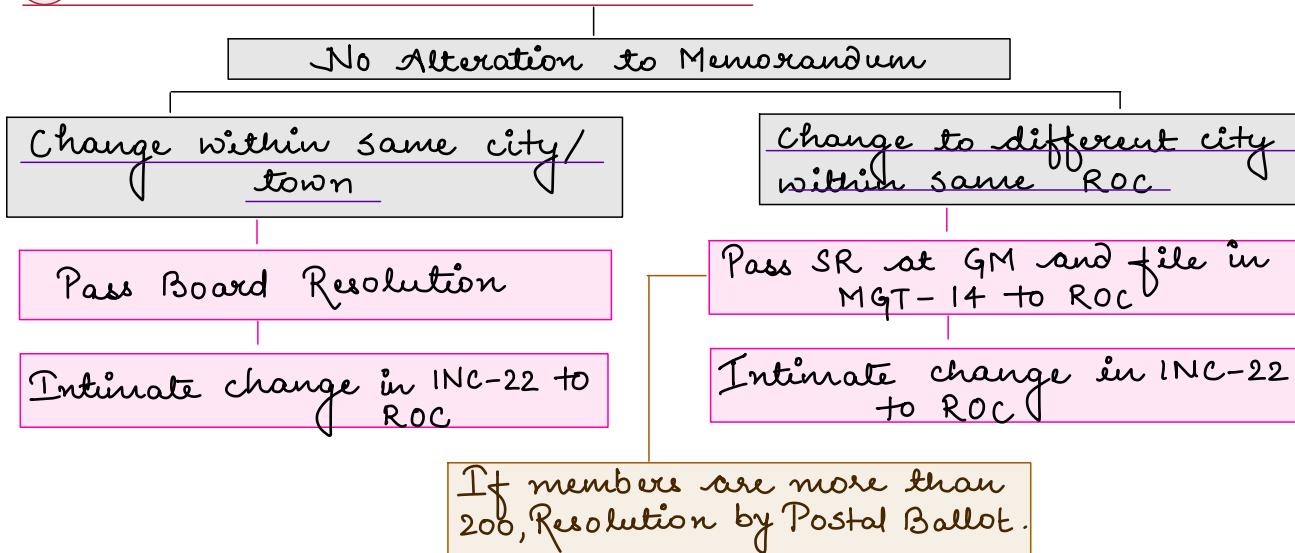 No Alteration to Memorandum
Change within same city/
town
Change to different city
within same ROC
Pass Board Resolution
Pass SR at GM and file in
MGT-14 to ROC
Intimate change in INC-22 to
ROC
Intimate change in INC-22
to ROC
If members are more than
200, Resolution by Postal Ballot.